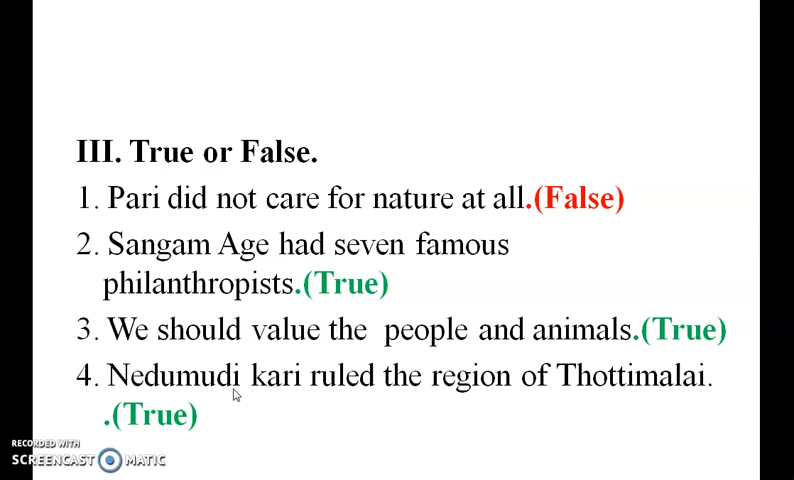 III. True or False.
1. Pari did not care for nature at all.(False)
2. Sangam Age had seven famous
philanthropists.(True)
3. We should value the people and animals.(True)
4. Nedumudi kari ruled the region of Thottimalai.
.(True)
RECORDED WITH
SCREENCAST MATIC